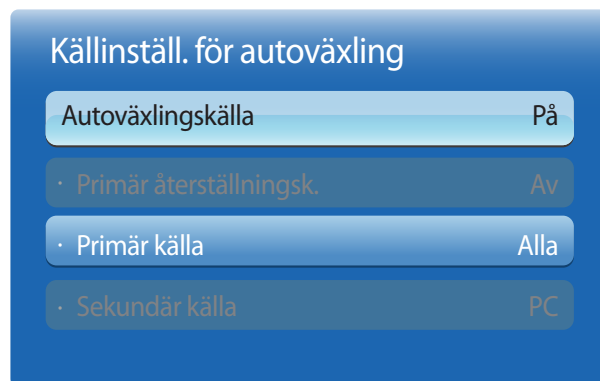 Källinställ. för autoväxling
Autoväxlingskälla På
· Primär återställningsk. Av
· Primär källa Alla
· Sekundär källa PC